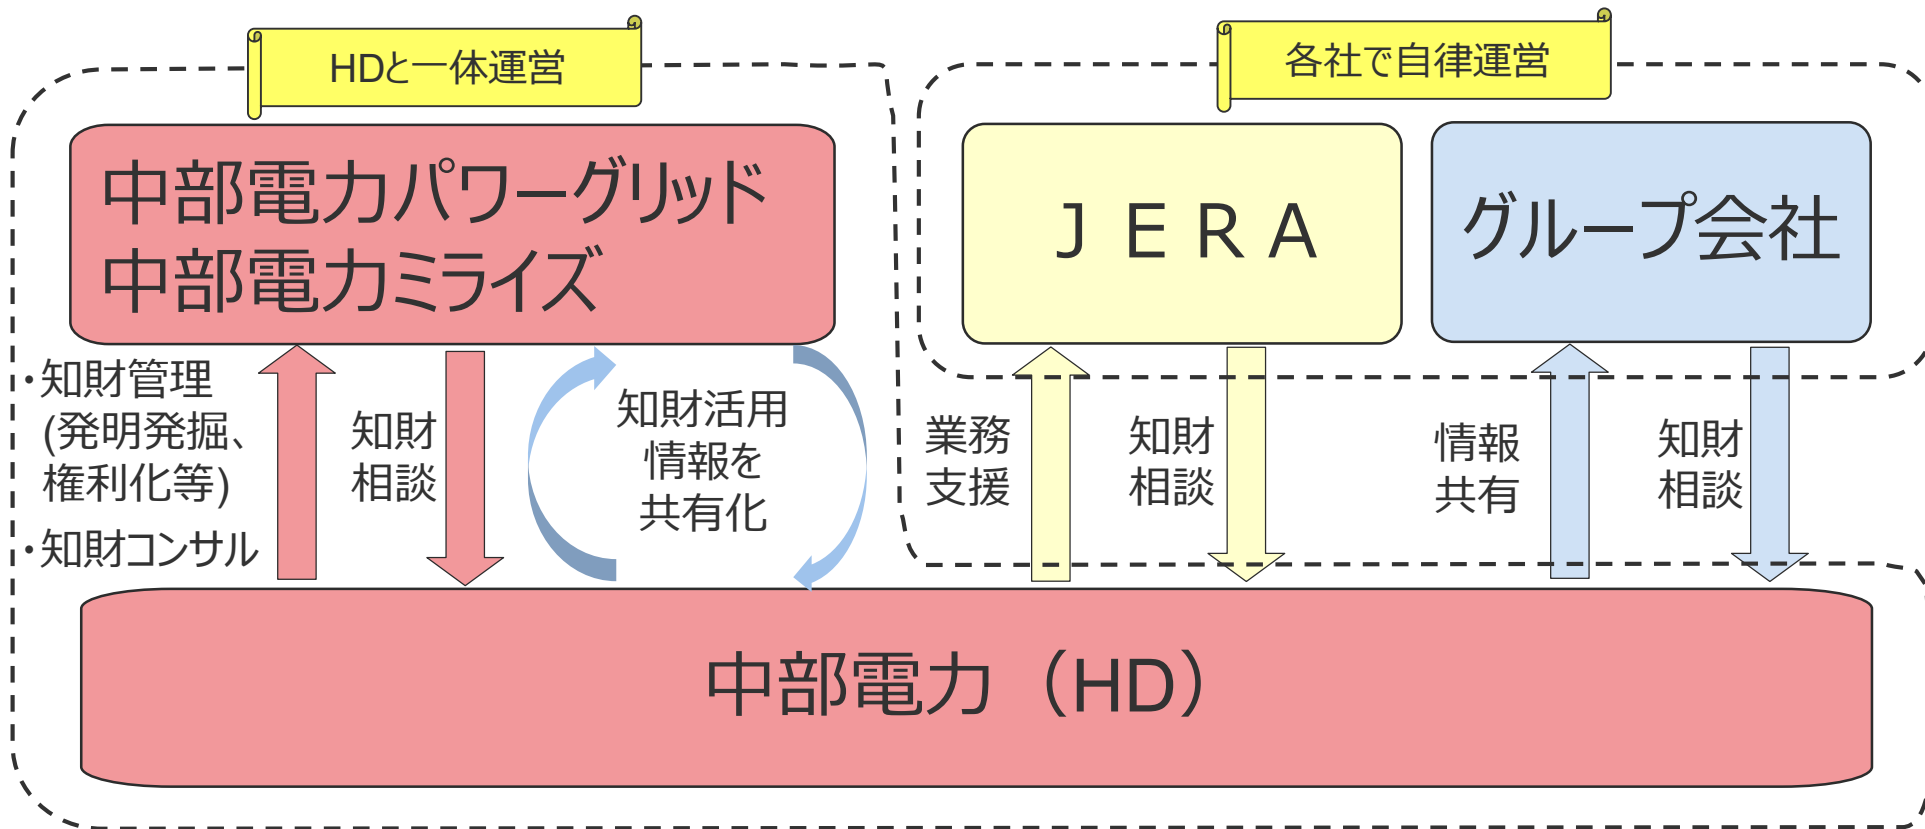 HDと一体運営
各社で自律運営
中部電力パワーグリッド
中部電力ミライズ
ＪＥＲＡ
グループ会社
・知財管理
(発明発掘、
権利化等)
・知財コンサル
知財
相談
知財活用
情報を
共有化
業務
支援
知財
相談
情報
共有
知財
相談
中部電力（HD）